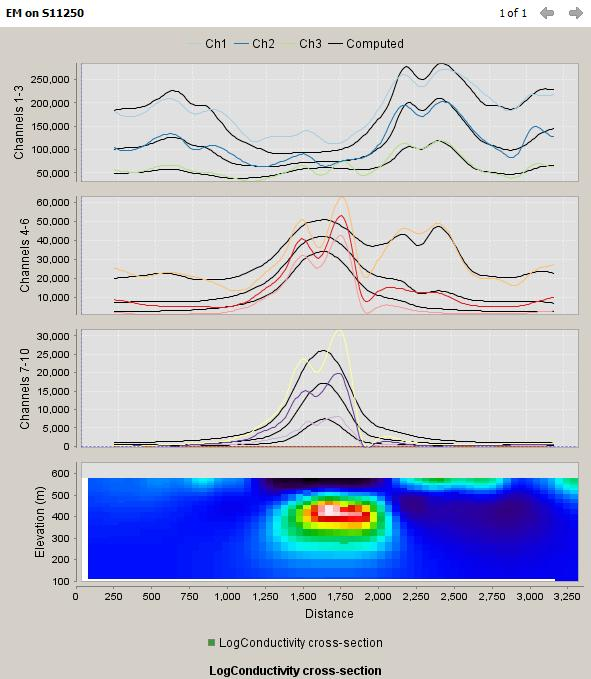 EM on S11250
1 of 1
Ch1 Ch2 Ch3 Computed
Channels 1-3
250,000
200,000
150,000
100,000
50,000
Channels 4-6
60,000
50,000
40,000
30,000
20,000
10,000
Channels 7-10
30,000
25,000
20,000
15,000
10,000
5,000
0
Elevation (m)
600
500
400
300
200
100
0 250 500 750 1,000 1,250 1,500 1,750 2,000 2,250 2,500 2,750 3,000 3,250
Distance
LogConductivity cross-section
LogConductivity cross-section